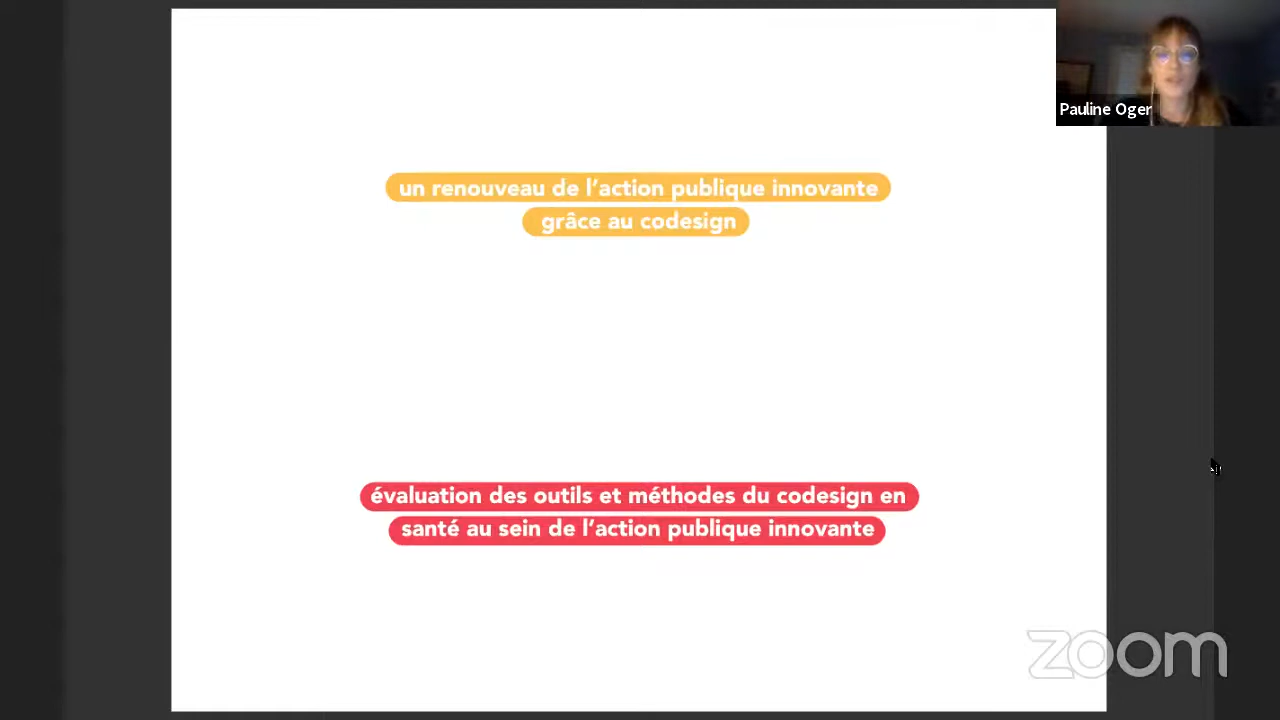 Pauline Oger
un renouveau de l'action publique innovante
grâce au codesign
évaluation des outils et méthodes du codesign en
santé au sein de l'action publique innovante
zoom